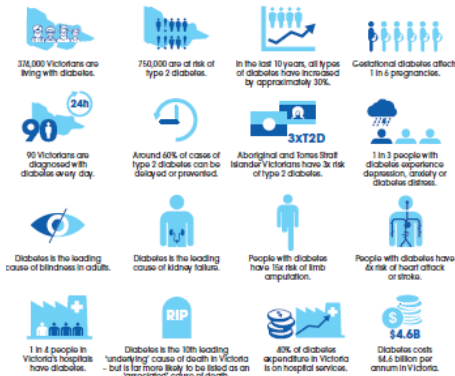 378,000 Victorians are
living with diabetes.
750,000 are at risk of
type 2 diabetes.
In the last 10 years, all types
of diabetes have increased
by approximately 30%.
Gestational diabetes affects
1 in 6 pregnancies.
24h
90
90 Victorians are
diagnosed with
diabetes every day.
Around 60% of cases of
type 2 diabetes can be
delayed or prevented.
3xT2D
Aboriginal and Torres Strait
Islander Victorians have 3x risk
of type 2 diabetes.
1 in 3 people with
diabetes experience
depression, anxiety or
diabetes distress.
Diabetes is the leading
cause of blindness in adults.
Diabetes is the leading
cause of kidney failure.
People with diabetes
have 15x risk of limb
amputation.
People with diabetes have
4x risk of heart attack
or stroke.
1 in 4 people in
Victoria's hospitals
have diabetes.
RIP
Diabetes is the 10th leading
'underlying' cause of death in Victoria
– but is far more likely to be listed as an
'associated' cause of death
%
40% of diabetes
expenditure in Victoria
is on hospital services.
$
$4.6B
Diabetes costs
$4.6 billion per
annum in Victoria.